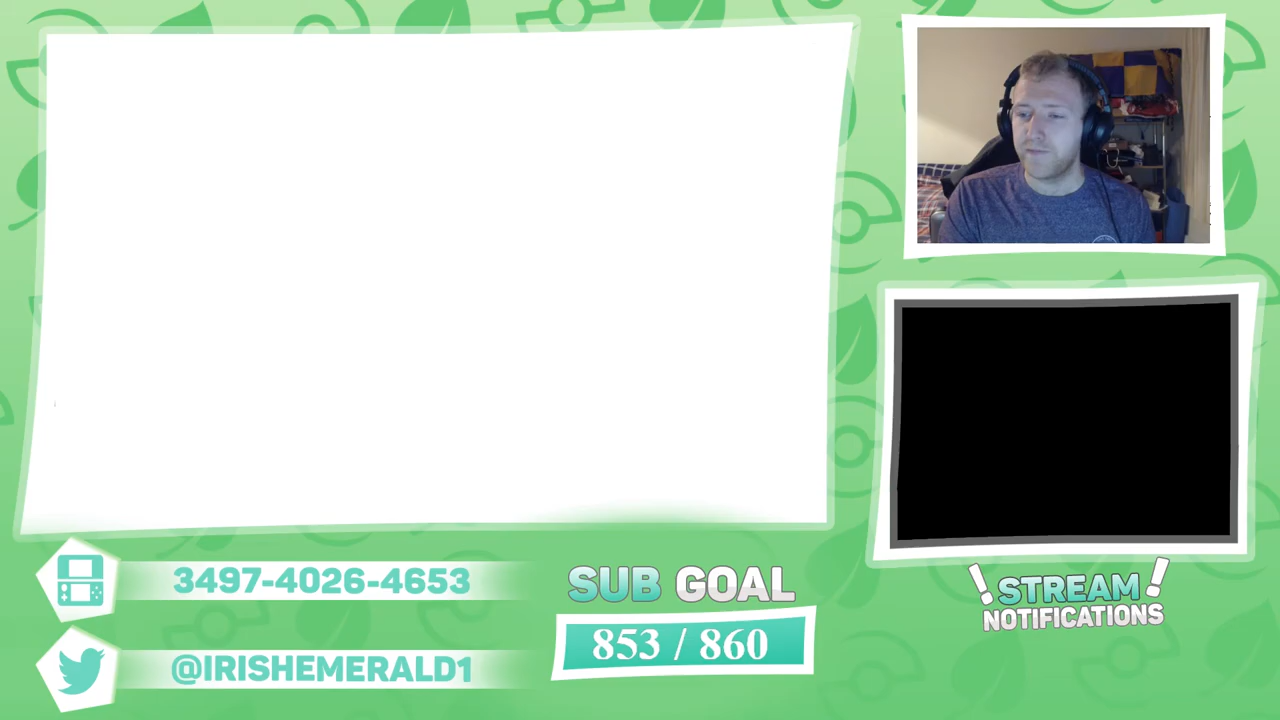 3497-4026-4653
@IRISHEMERALD1
SUB GOAL
853 / 860
! STREAM !
NOTIFICATIONS